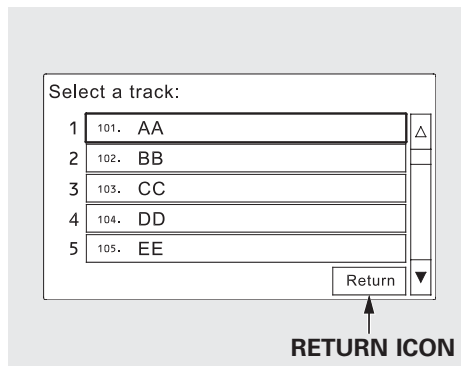 Select a track:
1 101. AA
2 102. BB
3 103. CC
4 104. DD
5 105. EE
Return
RETURN ICON